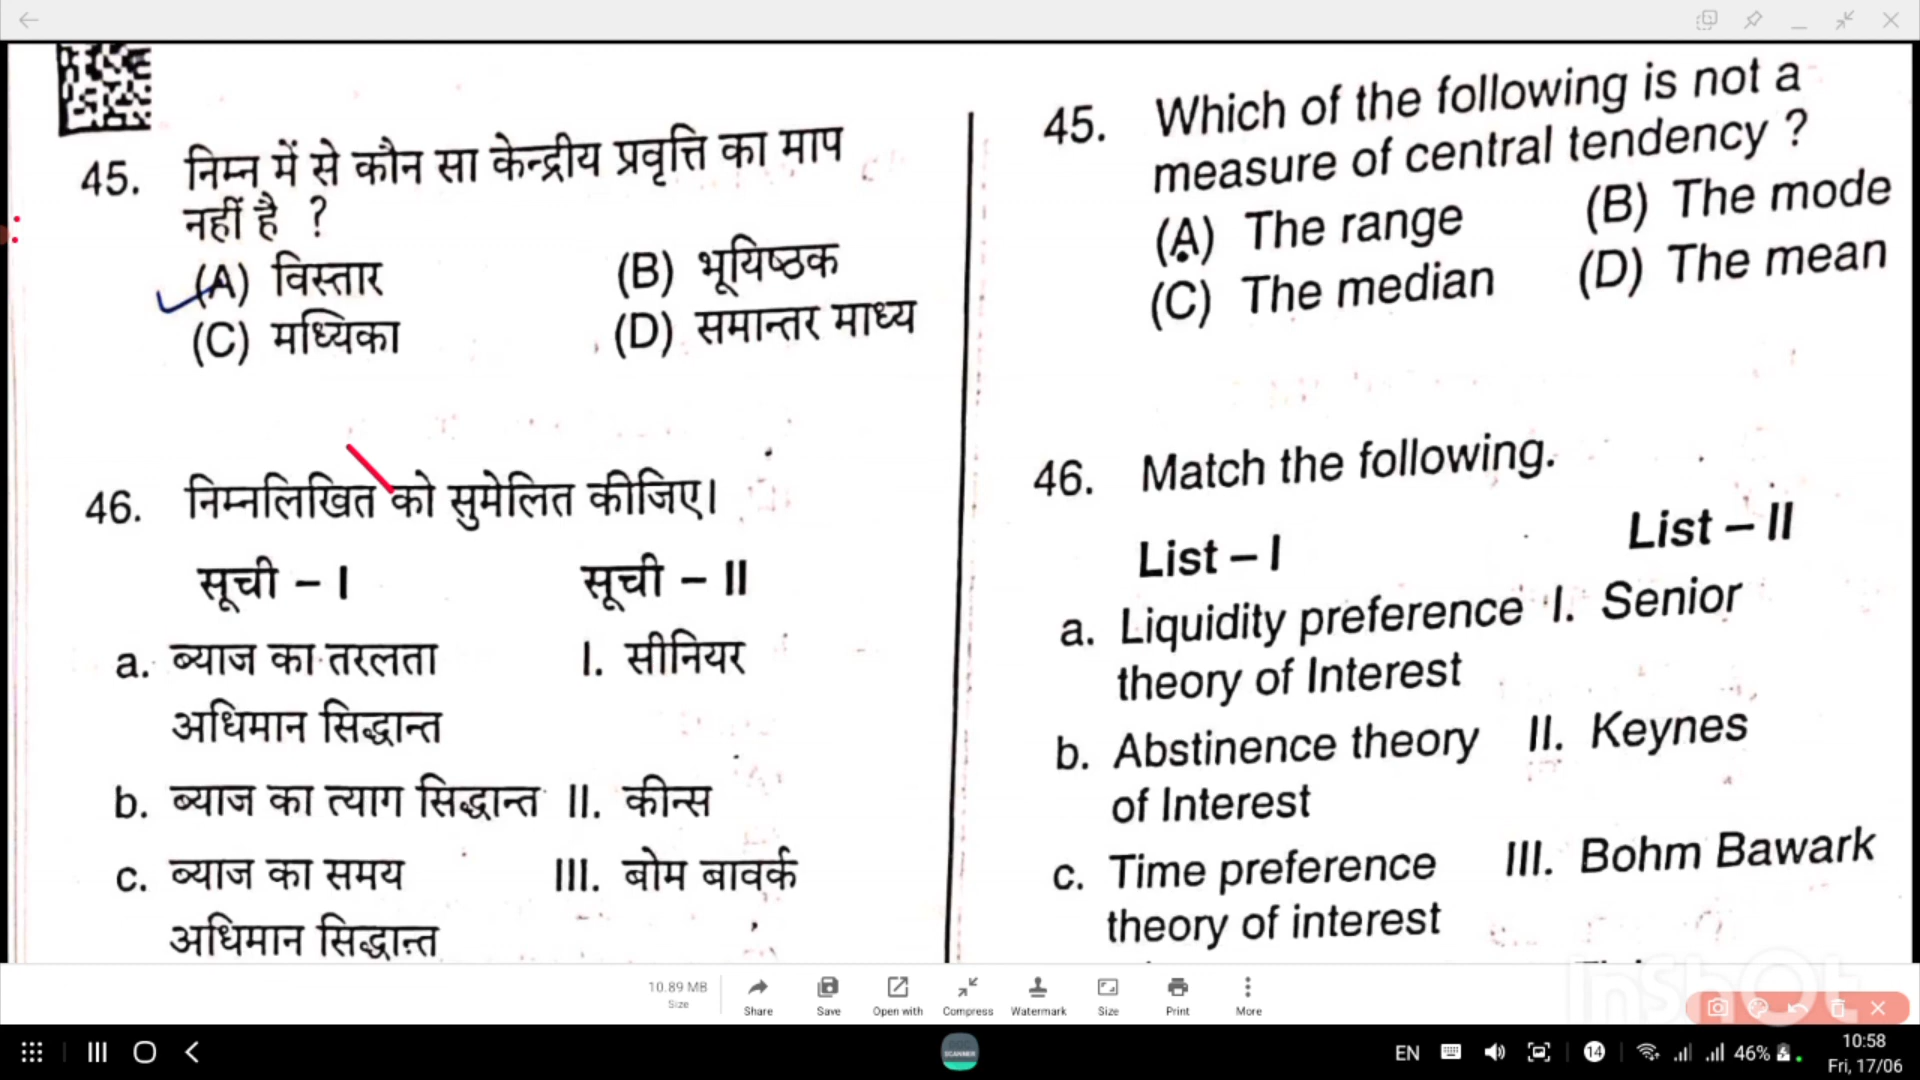 45. निम्न में से कौन सा केन्द्रीय प्रवृत्ति का माप
नहीं है ?
(A) विस्तार (B) भूयिष्ठक
(C) मध्यिका (D) समान्तर माध्य
46. निम्नलिखित को सुमेलित कीजिए।
सूची – I सूची – II
a. ब्याज का तरलता I. सीनियर
अधिमान सिद्धान्त
b. ब्याज का त्याग सिद्धान्त II. कीन्स
c. ब्याज का समय III. बोम बावर्क
अधिमान सिद्धान्त
45. Which of the following is not a
measure of central tendency ?
(A) The range (B) The mode
(C) The median (D) The mean
46. Match the following.
List – I List – II
a. Liquidity preference I. Senior
theory of Interest
b. Abstinence theory II. Keynes
of Interest
c. Time preference III. Bohm Bawark
theory of interest
InShOt
10.89 MB
Size Share Save Open with Compress Watermark Size Print More
SCANNER
EN 14 46% 10:58
Fri, 17/06